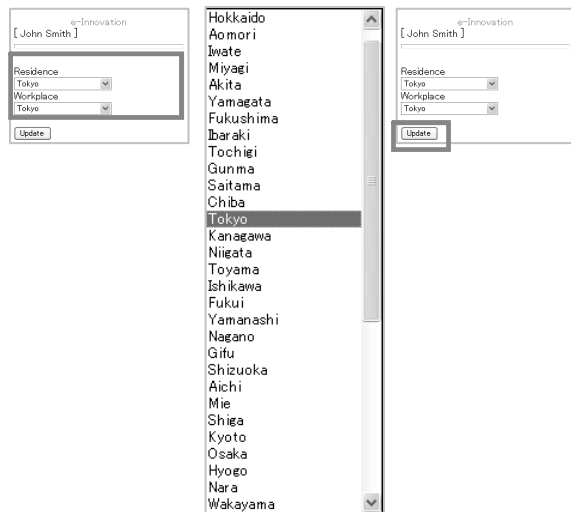 e-Innovation
[ John Smith ]
Residence
Tokyo
Workplace
Tokyo
Update
Hokkaido
Aomori
Iwate
Miyagi
Akita
Yamagata
Fukushima
Ibaraki
Tochigi
Gunma
Saitama
Chiba
Tokyo
Kanagawa
Niigata
Toyama
Ishikawa
Fukui
Yamanashi
Nagano
Gifu
Shizuoka
Aichi
Mie
Shiga
Kyoto
Osaka
Hyogo
Nara
Wakayama
e-Innovation
[ John Smith ]
Residence
Tokyo
Workplace
Tokyo
Update